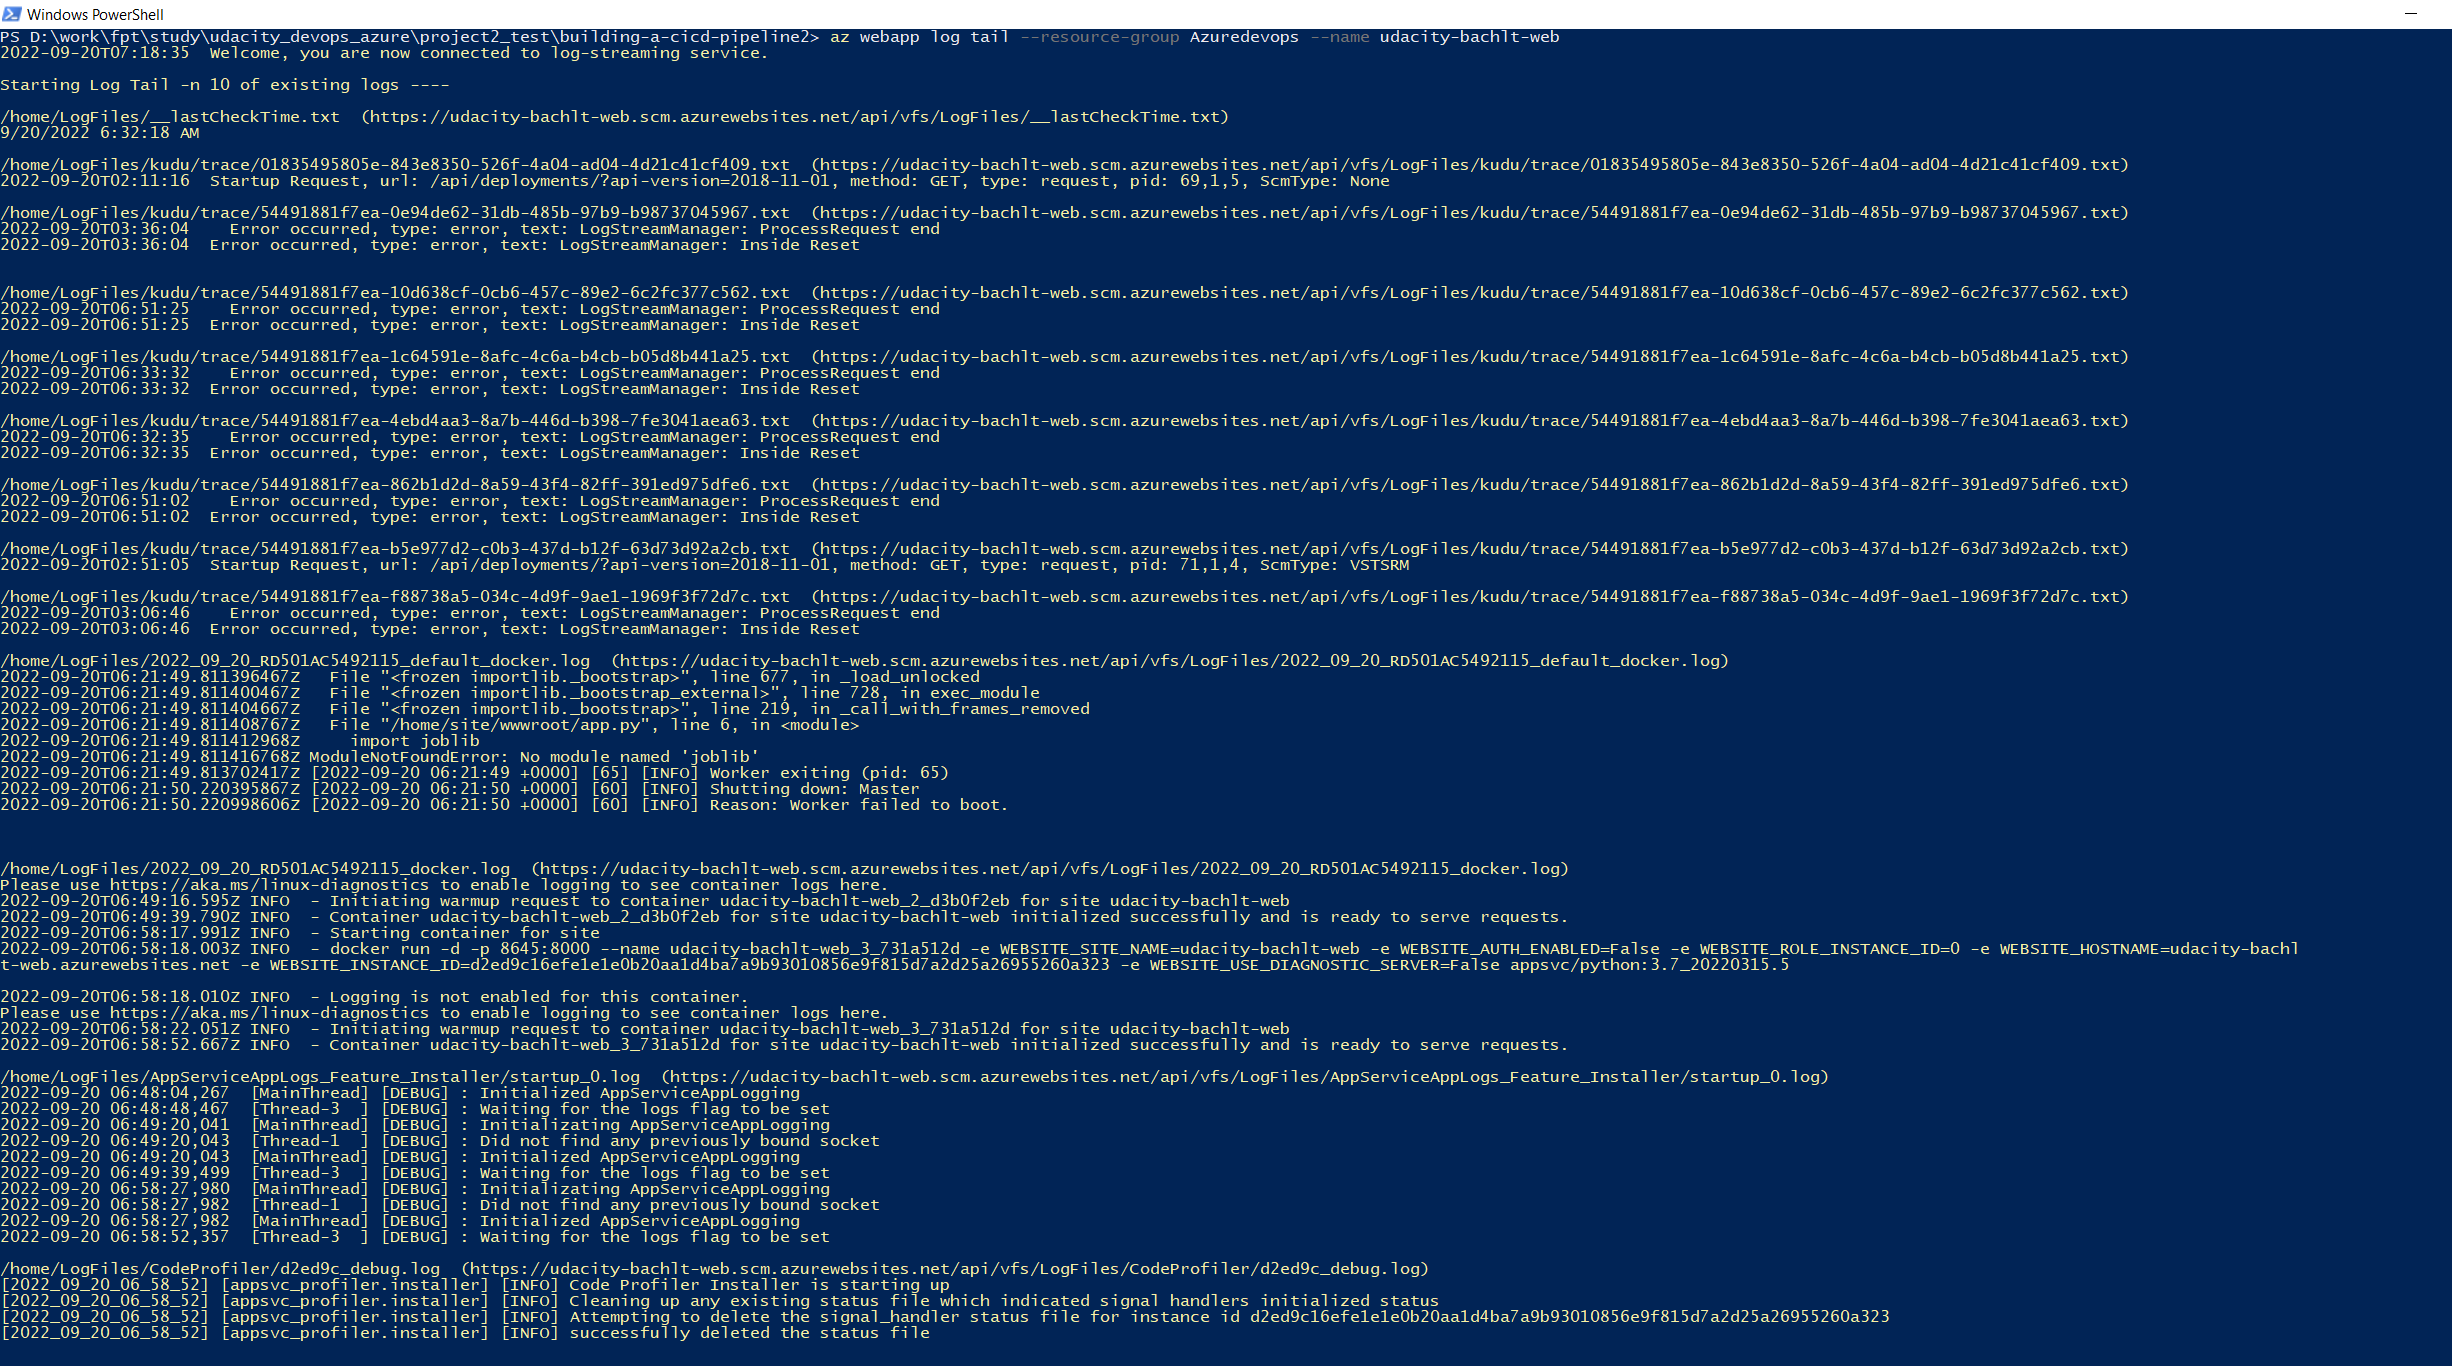 Windows PowerShell
PS D:\work\fpt\study\udacity_devops_azure\project2_test\building-a-cicd-pipeline2> az webapp log tail --resource-group Azuredevops --name udacity-bachlt-web
2022-09-20T07:18:35  Welcome, you are now connected to log-streaming service.
Starting Log Tail -n 10 of existing logs ----
/home/LogFiles/__lastCheckTime.txt  (https://udacity-bachlt-web.scm.azurewebsites.net/api/vfs/LogFiles/__lastCheckTime.txt)
9/20/2022 6:32:18 AM
/home/LogFiles/kudu/trace/01835495805e-843e8350-526f-4a04-ad04-4d21c41cf409.txt  (https://udacity-bachlt-web.scm.azurewebsites.net/api/vfs/LogFiles/kudu/trace/01835495805e-843e8350-526f-4a04-ad04-4d21c41cf409.txt)
2022-09-20T02:11:16  Startup Request, url: /api/deployments/?api-version=2018-11-01, method: GET, type: request, pid: 69,1,5, ScmType: None
/home/LogFiles/kudu/trace/54491881f7ea-0e94de62-31db-485b-97b9-b98737045967.txt  (https://udacity-bachlt-web.scm.azurewebsites.net/api/vfs/LogFiles/kudu/trace/54491881f7ea-0e94de62-31db-485b-97b9-b98737045967.txt)
2022-09-20T03:36:04    Error occurred, type: error, text: LogStreamManager: ProcessRequest end
2022-09-20T03:36:04  Error occurred, type: error, text: LogStreamManager: Inside Reset
/home/LogFiles/kudu/trace/54491881f7ea-10d638cf-0cb6-457c-89e2-6c2fc377c562.txt  (https://udacity-bachlt-web.scm.azurewebsites.net/api/vfs/LogFiles/kudu/trace/54491881f7ea-10d638cf-0cb6-457c-89e2-6c2fc377c562.txt)
2022-09-20T06:51:25    Error occurred, type: error, text: LogStreamManager: ProcessRequest end
2022-09-20T06:51:25  Error occurred, type: error, text: LogStreamManager: Inside Reset
/home/LogFiles/kudu/trace/54491881f7ea-1c64591e-8afc-4c6a-b4cb-b05d8b441a25.txt  (https://udacity-bachlt-web.scm.azurewebsites.net/api/vfs/LogFiles/kudu/trace/54491881f7ea-1c64591e-8afc-4c6a-b4cb-b05d8b441a25.txt)
2022-09-20T06:33:32    Error occurred, type: error, text: LogStreamManager: ProcessRequest end
2022-09-20T06:33:32  Error occurred, type: error, text: LogStreamManager: Inside Reset
/home/LogFiles/kudu/trace/54491881f7ea-4ebd4aa3-8a7b-446d-b398-7fe3041aea63.txt  (https://udacity-bachlt-web.scm.azurewebsites.net/api/vfs/LogFiles/kudu/trace/54491881f7ea-4ebd4aa3-8a7b-446d-b398-7fe3041aea63.txt)
2022-09-20T06:32:35    Error occurred, type: error, text: LogStreamManager: ProcessRequest end
2022-09-20T06:32:35  Error occurred, type: error, text: LogStreamManager: Inside Reset
/home/LogFiles/kudu/trace/54491881f7ea-862b1d2d-8a59-43f4-82ff-391ed975dfe6.txt  (https://udacity-bachlt-web.scm.azurewebsites.net/api/vfs/LogFiles/kudu/trace/54491881f7ea-862b1d2d-8a59-43f4-82ff-391ed975dfe6.txt)
2022-09-20T06:51:02    Error occurred, type: error, text: LogStreamManager: ProcessRequest end
2022-09-20T06:51:02  Error occurred, type: error, text: LogStreamManager: Inside Reset
/home/LogFiles/kudu/trace/54491881f7ea-b5e977d2-c0b3-437d-b12f-63d73d92a2cb.txt  (https://udacity-bachlt-web.scm.azurewebsites.net/api/vfs/LogFiles/kudu/trace/54491881f7ea-b5e977d2-c0b3-437d-b12f-63d73d92a2cb.txt)
2022-09-20T02:51:05  Startup Request, url: /api/deployments/?api-version=2018-11-01, method: GET, type: request, pid: 71,1,4, ScmType: VSTSRM
/home/LogFiles/kudu/trace/54491881f7ea-f88738a5-034c-4d9f-9ae1-1969f3f72d7c.txt  (https://udacity-bachlt-web.scm.azurewebsites.net/api/vfs/LogFiles/kudu/trace/54491881f7ea-f88738a5-034c-4d9f-9ae1-1969f3f72d7c.txt)
2022-09-20T03:06:46    Error occurred, type: error, text: LogStreamManager: ProcessRequest end
2022-09-20T03:06:46  Error occurred, type: error, text: LogStreamManager: Inside Reset
/home/LogFiles/2022_09_20_RD501AC5492115_default_docker.log  (https://udacity-bachlt-web.scm.azurewebsites.net/api/vfs/LogFiles/2022_09_20_RD501AC5492115_default_docker.log)
2022-09-20T06:21:49.811396467Z   File "<frozen importlib._bootstrap>", line 677, in _load_unlocked
2022-09-20T06:21:49.811400467Z   File "<frozen importlib._bootstrap_external>", line 728, in exec_module
2022-09-20T06:21:49.811404667Z   File "<frozen importlib._bootstrap>", line 219, in _call_with_frames_removed
2022-09-20T06:21:49.811408767Z   File "/home/site/wwwroot/app.py", line 6, in <module>
2022-09-20T06:21:49.811412968Z     import joblib
2022-09-20T06:21:49.811416768Z ModuleNotFoundError: No module named 'joblib'
2022-09-20T06:21:49.813702417Z [2022-09-20 06:21:49 +0000] [65] [INFO] Worker exiting (pid: 65)
2022-09-20T06:21:50.220395867Z [2022-09-20 06:21:50 +0000] [60] [INFO] Shutting down: Master
2022-09-20T06:21:50.220998606Z [2022-09-20 06:21:50 +0000] [60] [INFO] Reason: Worker failed to boot.
/home/LogFiles/2022_09_20_RD501AC5492115_docker.log  (https://udacity-bachlt-web.scm.azurewebsites.net/api/vfs/LogFiles/2022_09_20_RD501AC5492115_docker.log)
Please use https://aka.ms/linux-diagnostics to enable logging to see container logs here.
2022-09-20T06:49:16.595Z INFO  - Initiating warmup request to container udacity-bachlt-web_2_d3b0f2eb for site udacity-bachlt-web
2022-09-20T06:49:39.790Z INFO  - Container udacity-bachlt-web_2_d3b0f2eb for site udacity-bachlt-web initialized successfully and is ready to serve requests.
2022-09-20T06:58:17.991Z INFO  - Starting container for site
2022-09-20T06:58:18.003Z INFO  - docker run -d -p 8645:8000 --name udacity-bachlt-web_3_731a512d -e WEBSITE_SITE_NAME=udacity-bachlt-web -e WEBSITE_AUTH_ENABLED=False -e WEBSITE_ROLE_INSTANCE_ID=0 -e WEBSITE_HOSTNAME=udacity-bachl
t-web.azurewebsites.net -e WEBSITE_INSTANCE_ID=d2ed9c16efe1e1e0b20aa1d4ba7a9b93010856e9f815d7a2d25a26955260a323 -e WEBSITE_USE_DIAGNOSTIC_SERVER=False appsvc/python:3.7_20220315.5
2022-09-20T06:58:18.010Z INFO  - Logging is not enabled for this container.
Please use https://aka.ms/linux-diagnostics to enable logging to see container logs here.
2022-09-20T06:58:22.051Z INFO  - Initiating warmup request to container udacity-bachlt-web_3_731a512d for site udacity-bachlt-web
2022-09-20T06:58:52.667Z INFO  - Container udacity-bachlt-web_3_731a512d for site udacity-bachlt-web initialized successfully and is ready to serve requests.
/home/LogFiles/AppServiceAppLogs_Feature_Installer/startup_0.log  (https://udacity-bachlt-web.scm.azurewebsites.net/api/vfs/LogFiles/AppServiceAppLogs_Feature_Installer/startup_0.log)
2022-09-20 06:48:04,267  [MainThread] [DEBUG] : Initialized AppServiceAppLogging
2022-09-20 06:48:48,467  [Thread-3  ] [DEBUG] : Waiting for the logs flag to be set
2022-09-20 06:49:20,041  [MainThread] [DEBUG] : Initializating AppServiceAppLogging
2022-09-20 06:49:20,043  [Thread-1  ] [DEBUG] : Did not find any previously bound socket
2022-09-20 06:49:20,043  [MainThread] [DEBUG] : Initialized AppServiceAppLogging
2022-09-20 06:49:39,499  [Thread-3  ] [DEBUG] : Waiting for the logs flag to be set
2022-09-20 06:58:27,980  [MainThread] [DEBUG] : Initializating AppServiceAppLogging
2022-09-20 06:58:27,982  [Thread-1  ] [DEBUG] : Did not find any previously bound socket
2022-09-20 06:58:27,982  [MainThread] [DEBUG] : Initialized AppServiceAppLogging
2022-09-20 06:58:52,357  [Thread-3  ] [DEBUG] : Waiting for the logs flag to be set
/home/LogFiles/CodeProfiler/d2ed9c_debug.log  (https://udacity-bachlt-web.scm.azurewebsites.net/api/vfs/LogFiles/CodeProfiler/d2ed9c_debug.log)
[2022_09_20_06_58_52] [appsvc_profiler.installer] [INFO] Code Profiler Installer is starting up
[2022_09_20_06_58_52] [appsvc_profiler.installer] [INFO] Cleaning up any existing status file which indicated signal handlers initialized status
[2022_09_20_06_58_52] [appsvc_profiler.installer] [INFO] Attempting to delete the signal_handler status file for instance id d2ed9c16efe1e1e0b20aa1d4ba7a9b93010856e9f815d7a2d25a26955260a323
[2022_09_20_06_58_52] [appsvc_profiler.installer] [INFO] successfully deleted the status file